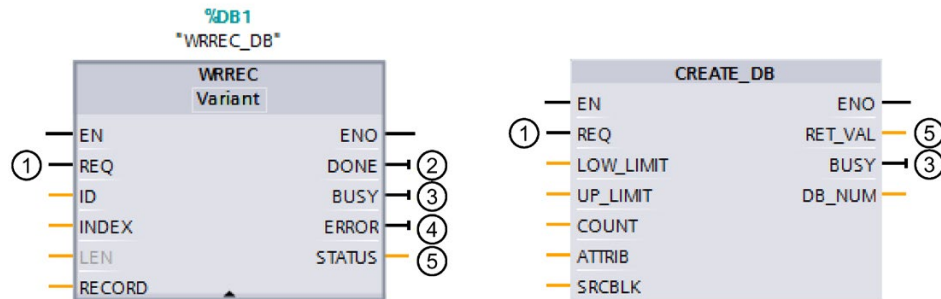 %DB1
"WRREC_DB"
WRREC
Variant
EN ENO
① REQ DONE ②
ID BUSY ③
INDEX ERROR ④
LEN STATUS ⑤
RECORD
CREATE_DB
EN ENO
① REQ RET_VAL ⑤
LOW_LIMIT BUSY ③
UP_LIMIT DB_NUM
COUNT
ATTRIB
SRCBLK